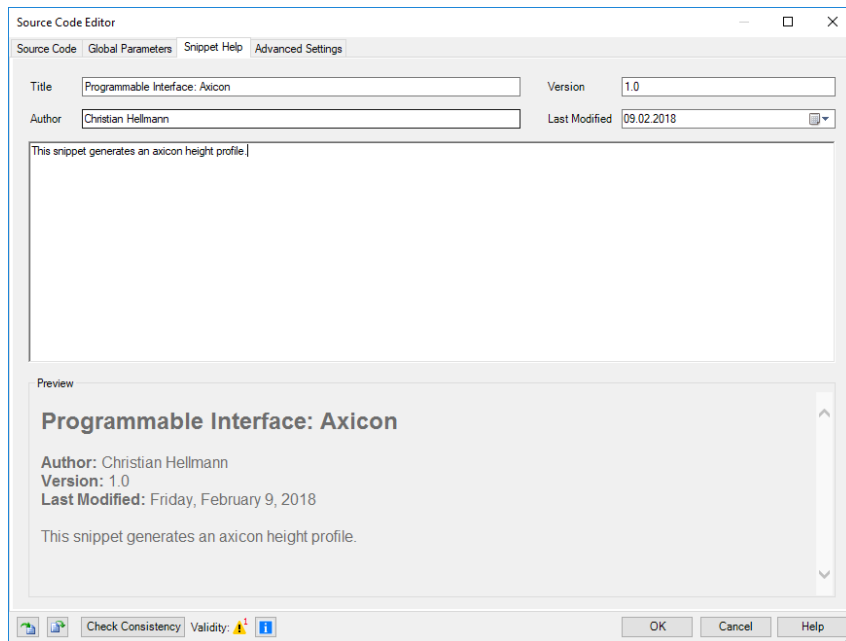 Source Code Editor
Source Code Global Parameters Snippet Help Advanced Settings
Title Programmable Interface: Axicon Version 1.0
Author Christian Hellmann Last Modified 09.02.2018
This snippet generates an axicon height profile.
Preview
Programmable Interface: Axicon
Author: Christian Hellmann
Version: 1.0
Last Modified: Friday, February 9, 2018
This snippet generates an axicon height profile.
Check Consistency Validity: 1 OK Cancel Help